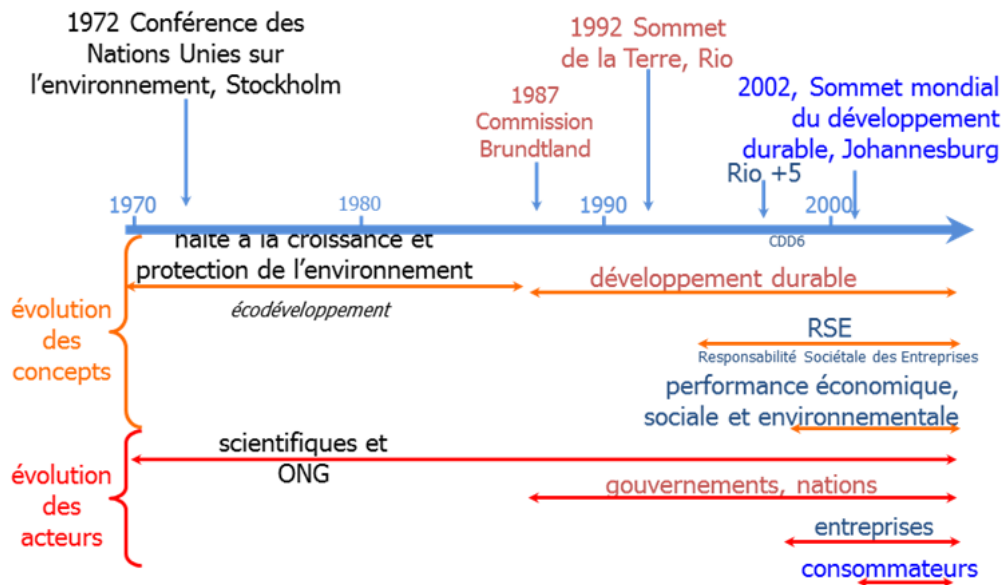 1972 Conférence des
Nations Unies sur
l'environnement, Stockholm
1992 Sommet
de la Terre, Rio
1987
Commission
Brundtland
2002, Sommet mondial
du développement
durable, Johannesburg
Rio +5
1970
1980
1990
2000
CDD6
évolution
des
concepts
à la croissance et
protection de l'environnement
écodéveloppement
développement durable
RSE
Responsabilité Sociétale des Entreprises
performance économique,
sociale et environnementale
évolution
des
acteurs
scientifiques et
ONG
gouvernements, nations
entreprises
consommateurs